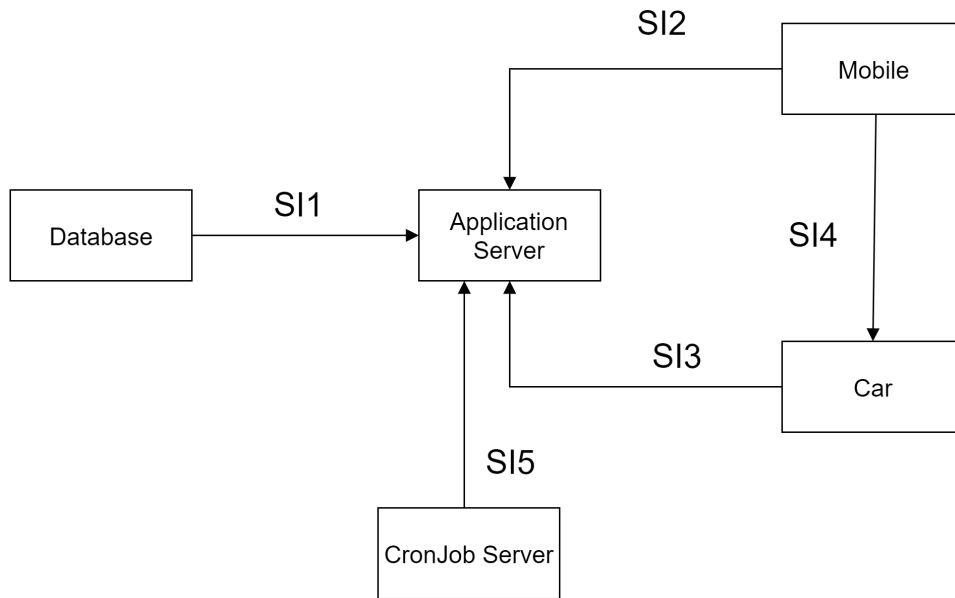 SI2
Mobile
SI1
Application
Server
Database
SI4
SI3
Car
SI5
CronJob Server